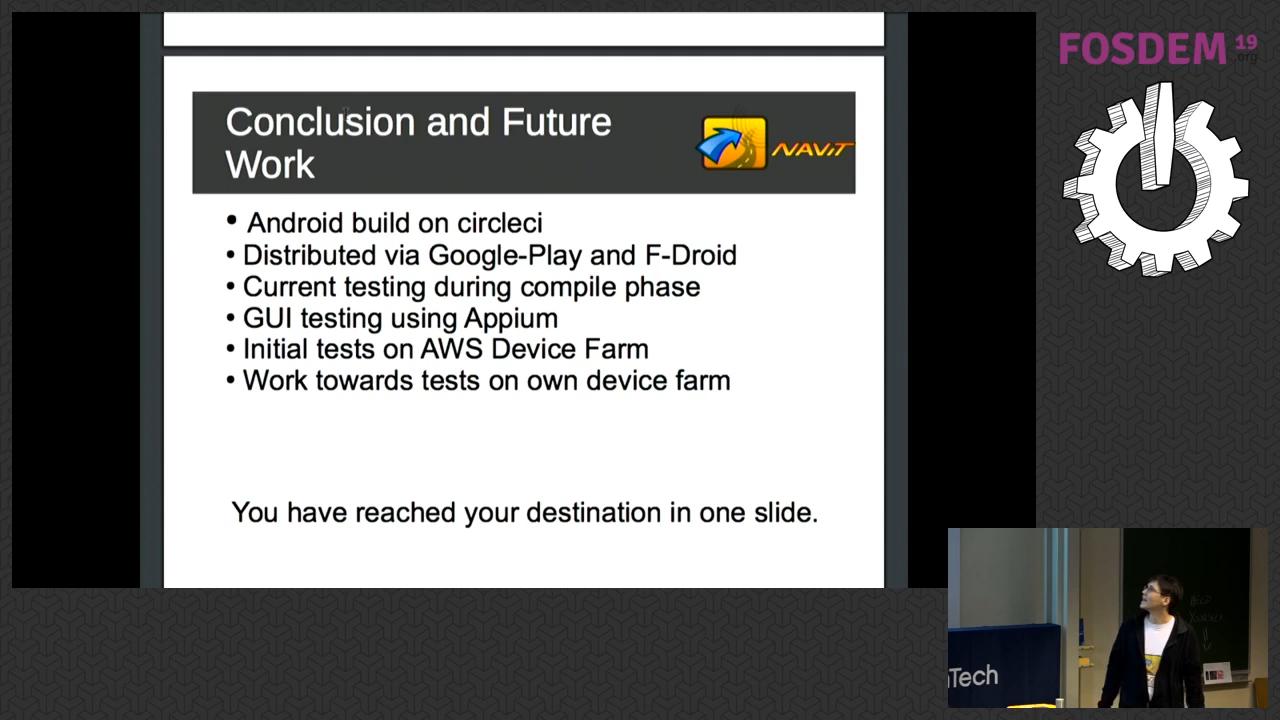 FOSDEM 19
.org
Conclusion and Future
Work
NAVIT
• Android build on circleci
• Distributed via Google-Play and F-Droid
• Current testing during compile phase
• GUI testing using Appium
• Initial tests on AWS Device Farm
• Work towards tests on own device farm
You have reached your destination in one slide.
Tech